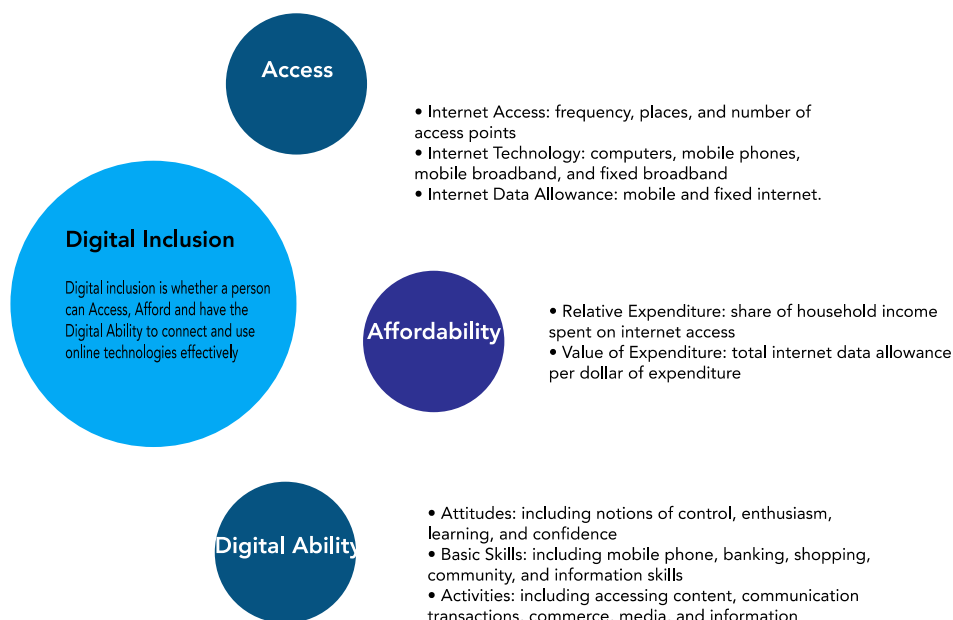 Access
• Internet Access: frequency, places, and number of
access points
• Internet Technology: computers, mobile phones,
mobile broadband, and fixed broadband
• Internet Data Allowance: mobile and fixed internet.
Digital Inclusion
Digital inclusion is whether a person
can Access, Afford and have the
Digital Ability to connect and use
online technologies effectively
Affordability
• Relative Expenditure: share of household income
spent on internet access
• Value of Expenditure: total internet data allowance
per dollar of expenditure
Digital Ability
• Attitudes: including notions of control, enthusiasm,
learning, and confidence
• Basic Skills: including mobile phone, banking, shopping,
community, and information skills
• Activities: including accessing content, communication
transactions, commerce, media, and information